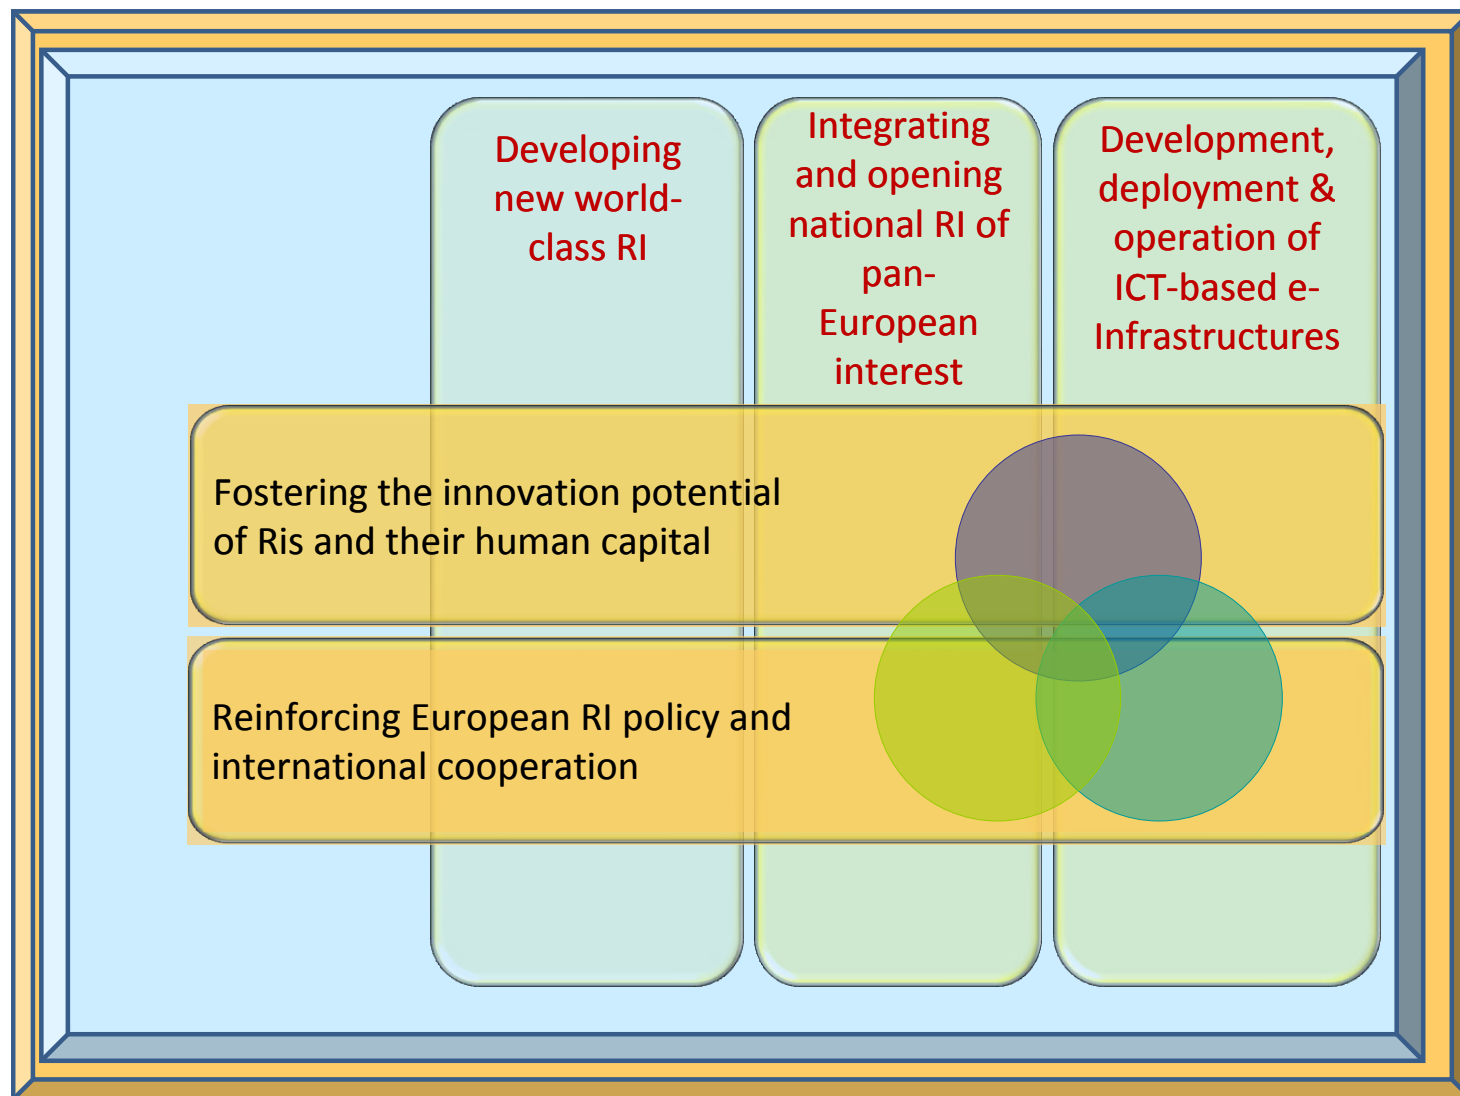 Developing
new world-
class RI
Integrating
and opening
national RI of
pan-
European
interest
Development,
deployment &
operation of
ICT-based e-
Infrastructures
Fostering the innovation potential
of Ris and their human capital
Reinforcing European RI policy and
international cooperation